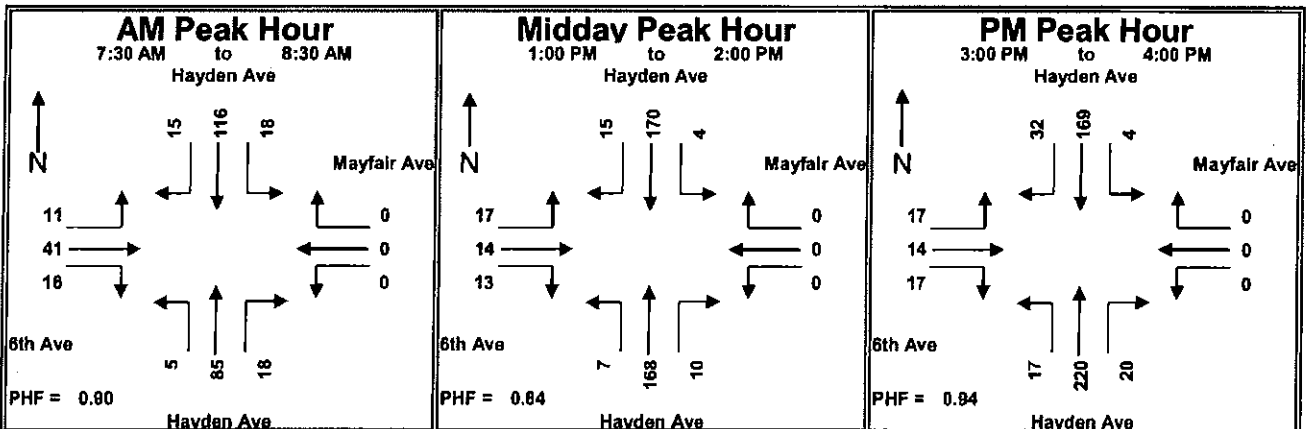 AM Peak Hour
7:30 AM to 8:30 AM
Hayden Ave
15 116 18
N
Mayfair Ave
11 0
41 0
16 0
6th Ave
5 85 18
PHF = 0.90
Hayden Ave
Midday Peak Hour
1:00 PM to 2:00 PM
Hayden Ave
15 170 4
N
Mayfair Ave
17 0
14 0
13 0
6th Ave
7 168 10
PHF = 0.84
Hayden Ave
PM Peak Hour
3:00 PM to 4:00 PM
Hayden Ave
32 169 4
N
Mayfair Ave
17 0
14 0
17 0
6th Ave
17 220 20
PHF = 0.94
Hayden Ave